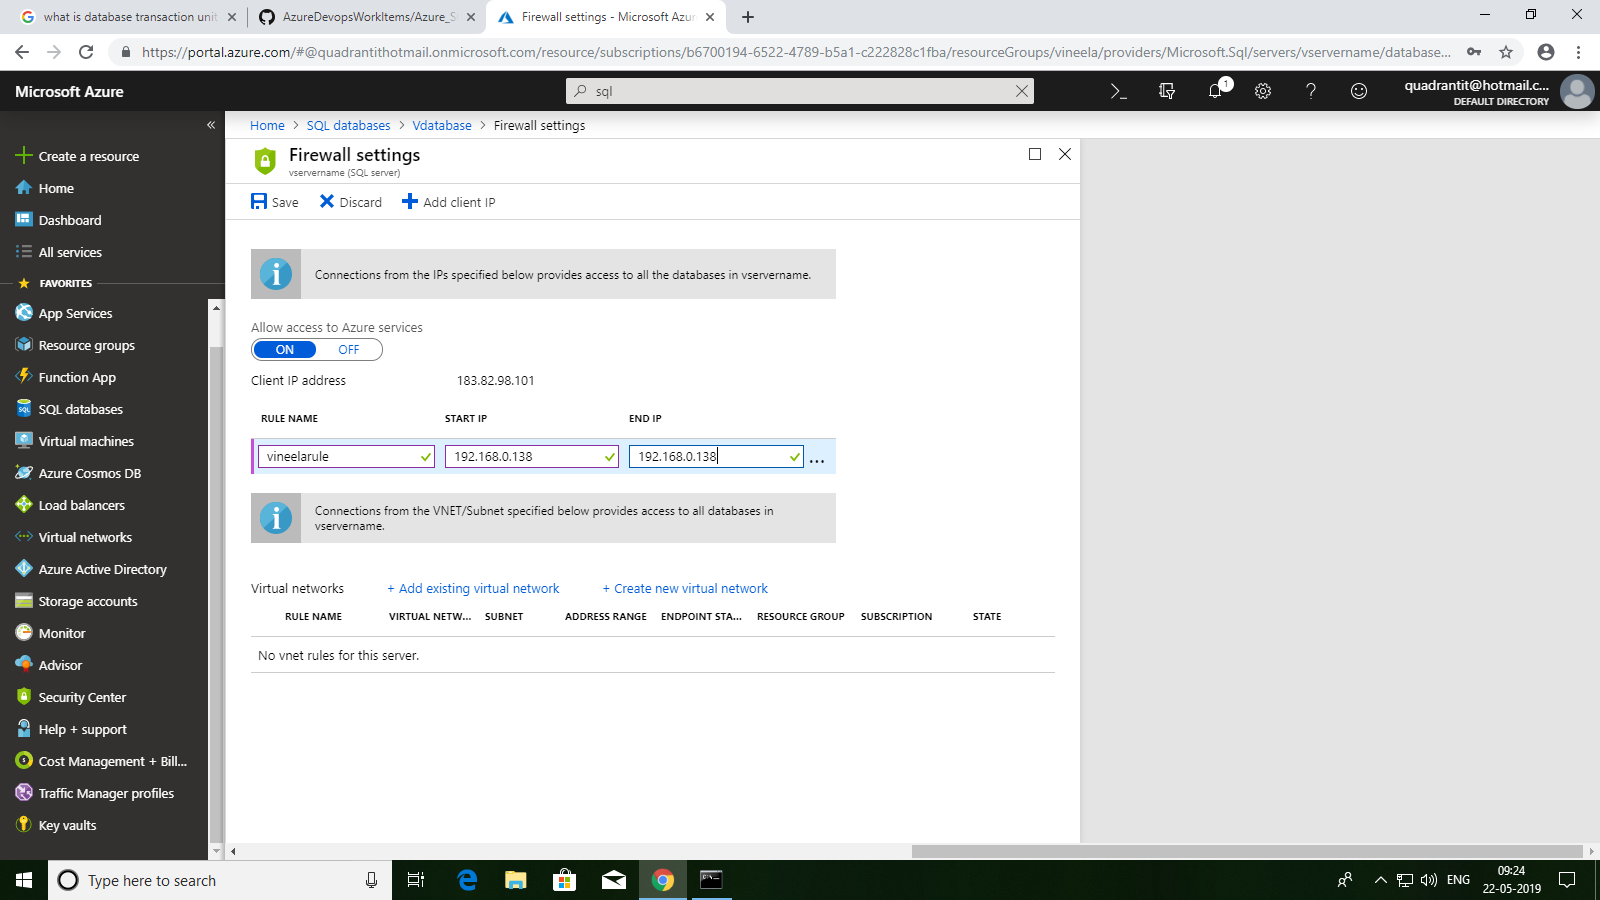 what is database transaction unit
AzureDevopsWorkItems/Azure_S
Firewall settings - Microsoft Azur
https://portal.azure.com/#@quadrantithotmail.onmicrosoft.com/resource/subscriptions/b6700194-6522-4789-b5a1-c222828c1fba/resourceGroups/vineela/providers/Microsoft.Sql/servers/vservername/database...
Microsoft Azure
sql
1
quadrantit@hotmail.c...
DEFAULT DIRECTORY
Create a resource
Home
Dashboard
All services
FAVORITES
App Services
Resource groups
Function App
SQL databases
Virtual machines
Azure Cosmos DB
Load balancers
Virtual networks
Azure Active Directory
Storage accounts
Monitor
Advisor
Security Center
Help + support
Cost Management + Bill...
Traffic Manager profiles
Key vaults
Home > SQL databases > Vdatabase > Firewall settings
Firewall settings
vservername (SQL server)
Save
Discard
Add client IP
Connections from the IPs specified below provides access to all the databases in vservername.
Allow access to Azure services
ON OFF
Client IP address 183.82.98.101
RULE NAME START IP END IP
vineelarule 192.168.0.138 192.168.0.138 ...
Connections from the VNET/Subnet specified below provides access to all databases in
vservername.
Virtual networks + Add existing virtual network + Create new virtual network
RULE NAME VIRTUAL NETW... SUBNET ADDRESS RANGE ENDPOINT STA... RESOURCE GROUP SUBSCRIPTION STATE
No vnet rules for this server.
Type here to search
ENG
09:24
22-05-2019